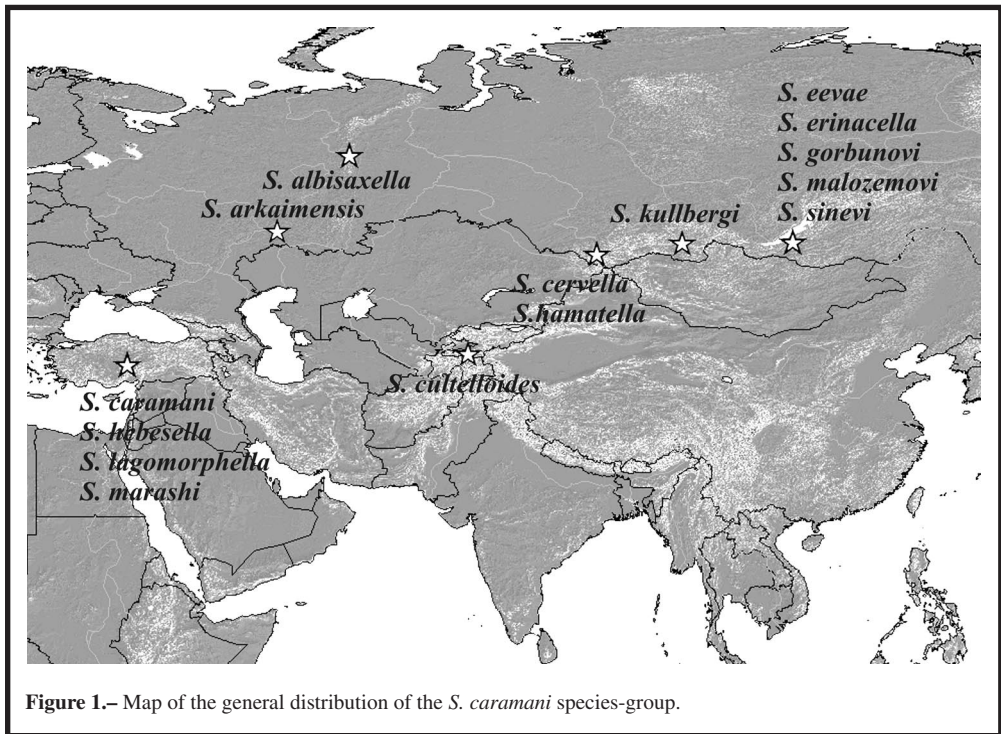 S. eevae
S. erinacella
S. gorbunovi
S. malozemovi
S. sinevi
S. albisaxella
S. arkaimensis
S. kullbergi
S. cervella
S.hamatella
S. cultelloides
S. caramani
S. hebesella
S. lagomorphella
S. marashi
Figure 1.– Map of the general distribution of the S. caramani species-group.